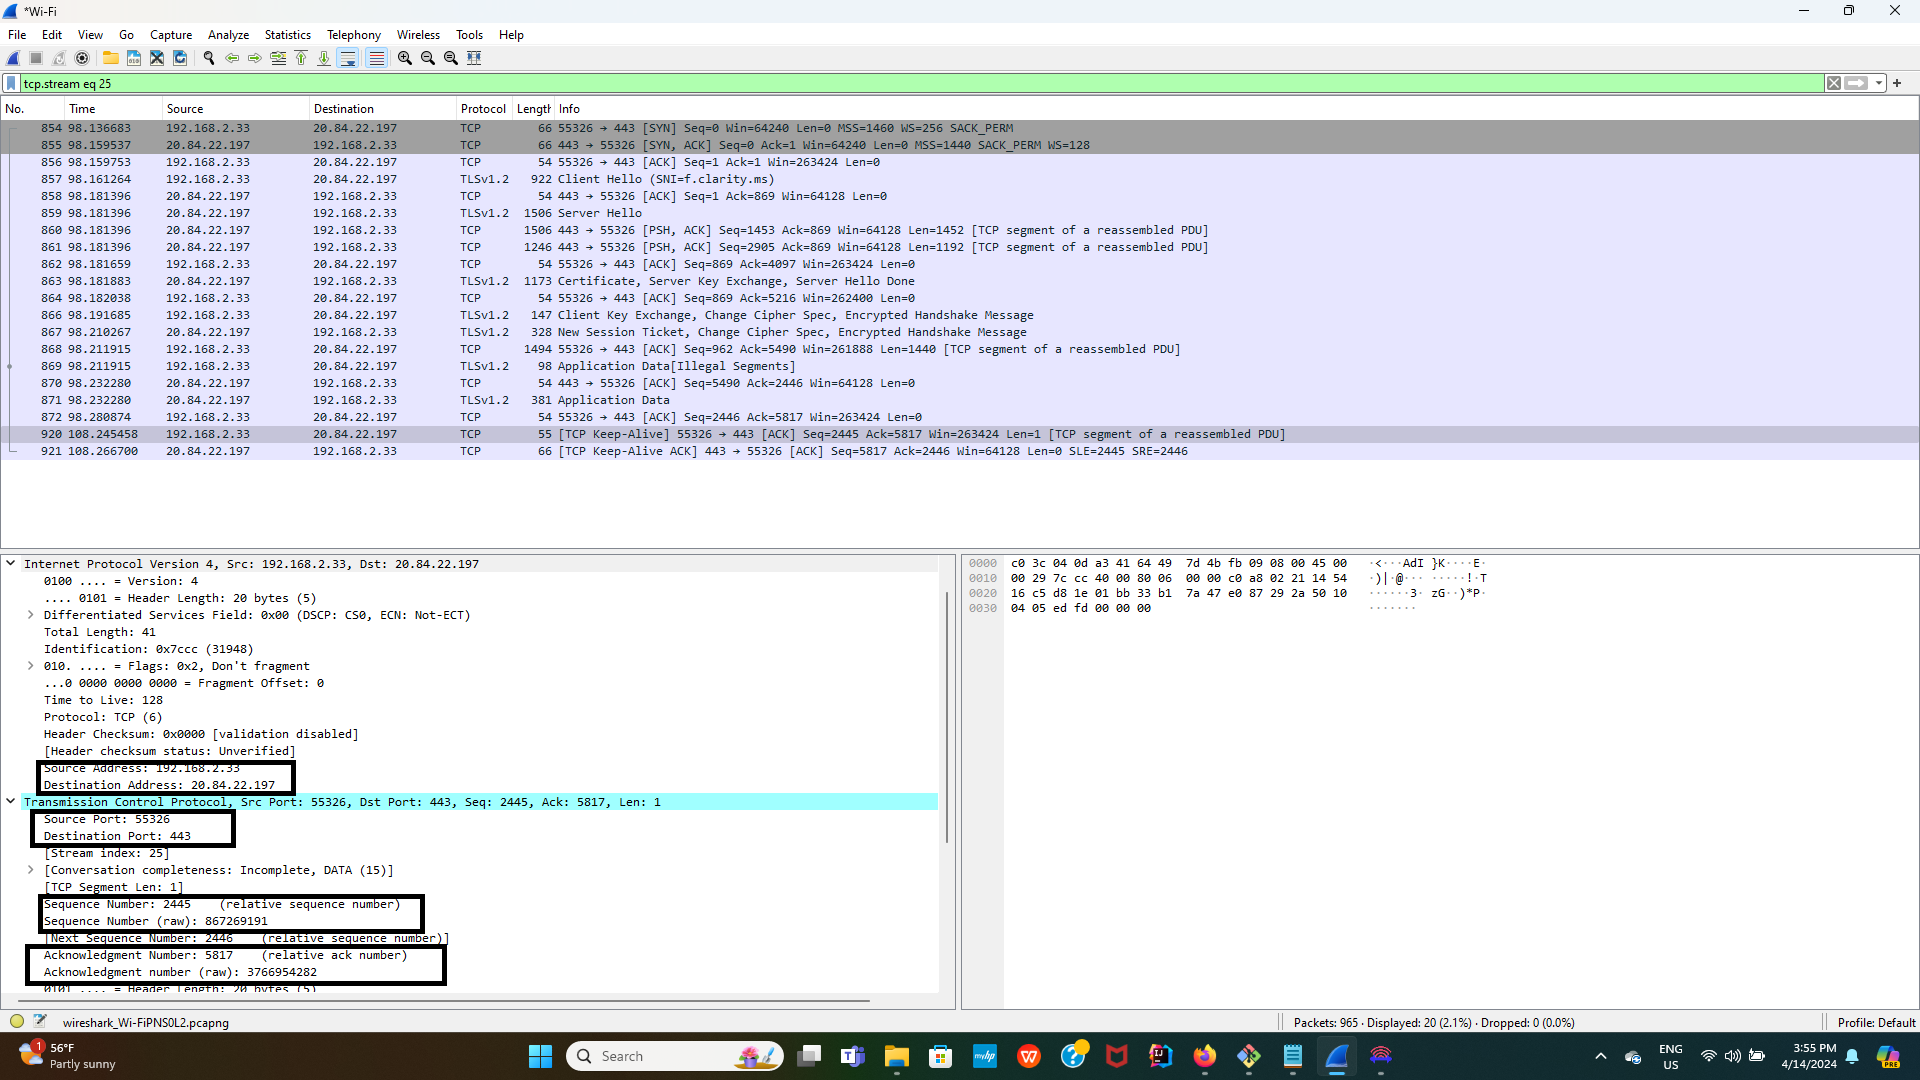 *Wi-Fi
File Edit View Go Capture Analyze Statistics Telephony Wireless Tools Help
tcp.stream eq 25
No. Time Source Destination Protocol Length Info
854 98.136683 192.168.2.33 20.84.22.197 TCP 66 55326 → 443 [SYN] Seq=0 Win=64240 Len=0 MSS=1460 WS=256 SACK_PERM
855 98.159537 20.84.22.197 192.168.2.33 TCP 66 443 → 55326 [SYN, ACK] Seq=0 Ack=1 Win=64240 Len=0 MSS=1440 SACK_PERM WS=128
856 98.159753 192.168.2.33 20.84.22.197 TCP 54 55326 → 443 [ACK] Seq=1 Ack=1 Win=263424 Len=0
857 98.161264 192.168.2.33 20.84.22.197 TLSv1.2 922 Client Hello (SNI=f.clarity.ms)
858 98.181396 20.84.22.197 192.168.2.33 TCP 54 443 → 55326 [ACK] Seq=1 Ack=869 Win=64128 Len=0
859 98.181396 20.84.22.197 192.168.2.33 TLSv1.2 1506 Server Hello
860 98.181396 20.84.22.197 192.168.2.33 TCP 1506 443 → 55326 [PSH, ACK] Seq=1453 Ack=869 Win=64128 Len=1452 [TCP segment of a reassembled PDU]
861 98.181396 20.84.22.197 192.168.2.33 TCP 1246 443 → 55326 [PSH, ACK] Seq=2905 Ack=869 Win=64128 Len=1192 [TCP segment of a reassembled PDU]
862 98.181659 192.168.2.33 20.84.22.197 TCP 54 55326 → 443 [ACK] Seq=869 Ack=4097 Win=263424 Len=0
863 98.181883 20.84.22.197 192.168.2.33 TLSv1.2 1173 Certificate, Server Key Exchange, Server Hello Done
864 98.182038 192.168.2.33 20.84.22.197 TCP 54 55326 → 443 [ACK] Seq=869 Ack=5216 Win=262400 Len=0
866 98.191685 192.168.2.33 20.84.22.197 TLSv1.2 147 Client Key Exchange, Change Cipher Spec, Encrypted Handshake Message
867 98.210267 20.84.22.197 192.168.2.33 TLSv1.2 328 New Session Ticket, Change Cipher Spec, Encrypted Handshake Message
868 98.211915 192.168.2.33 20.84.22.197 TCP 1494 55326 → 443 [ACK] Seq=962 Ack=5490 Win=261888 Len=1440 [TCP segment of a reassembled PDU]
869 98.211915 192.168.2.33 20.84.22.197 TLSv1.2 98 Application Data[Illegal Segments]
870 98.232280 20.84.22.197 192.168.2.33 TCP 54 443 → 55326 [ACK] Seq=5490 Ack=2446 Win=64128 Len=0
871 98.232280 20.84.22.197 192.168.2.33 TLSv1.2 381 Application Data
872 98.280874 192.168.2.33 20.84.22.197 TCP 54 55326 → 443 [ACK] Seq=2446 Ack=5817 Win=263424 Len=0
920 108.245458 192.168.2.33 20.84.22.197 TCP 55 [TCP Keep-Alive] 55326 → 443 [ACK] Seq=2445 Ack=5817 Win=263424 Len=1 [TCP segment of a reassembled PDU]
921 108.266700 20.84.22.197 192.168.2.33 TCP 66 [TCP Keep-Alive ACK] 443 → 55326 [ACK] Seq=5817 Ack=2446 Win=64128 Len=0 SLE=2445 SRE=2446
Internet Protocol Version 4, Src: 192.168.2.33, Dst: 20.84.22.197
0100 .... = Version: 4
.... 0101 = Header Length: 20 bytes (5)
Differentiated Services Field: 0x00 (DSCP: CS0, ECN: Not-ECT)
Total Length: 41
Identification: 0x7ccc (31948)
010. .... = Flags: 0x2, Don't fragment
...0 0000 0000 0000 = Fragment Offset: 0
Time to Live: 128
Protocol: TCP (6)
Header Checksum: 0x0000 [validation disabled]
[Header checksum status: Unverified]
Source Address: 192.168.2.33
Destination Address: 20.84.22.197
Transmission Control Protocol, Src Port: 55326, Dst Port: 443, Seq: 2445, Ack: 5817, Len: 1
Source Port: 55326
Destination Port: 443
[Stream index: 25]
[Conversation completeness: Incomplete, DATA (15)]
[TCP Segment Len: 1]
Sequence Number: 2445 (relative sequence number)
Sequence Number (raw): 867269191
[Next Sequence Number: 2446 (relative sequence number)]
Acknowledgment Number: 5817 (relative ack number)
Acknowledgment number (raw): 3766954282
0101 .... = Header Length: 20 bytes (5)
0000 c0 3c 04 0d a3 41 64 49 7d 4b fb 09 08 00 45 00 ·<···AdI }K····E·
0010 00 29 7c cc 40 00 80 06 00 00 c0 a8 02 21 14 54 ·)|·@··· ·····!·T
0020 16 c5 d8 1e 01 bb 33 b1 7a 47 e0 87 29 2a 50 10 ······3· zG··)*P·
0030 04 05 ed fd 00 00 00 ·······
wireshark_Wi-FiPNS0L2.pcapng
Packets: 965 · Displayed: 20 (2.1%) · Dropped: 0 (0.0%)
Profile: Default
1
56°F
Partly sunny
Search
myhp
ENG
US
3:55 PM
4/14/2024
PRE